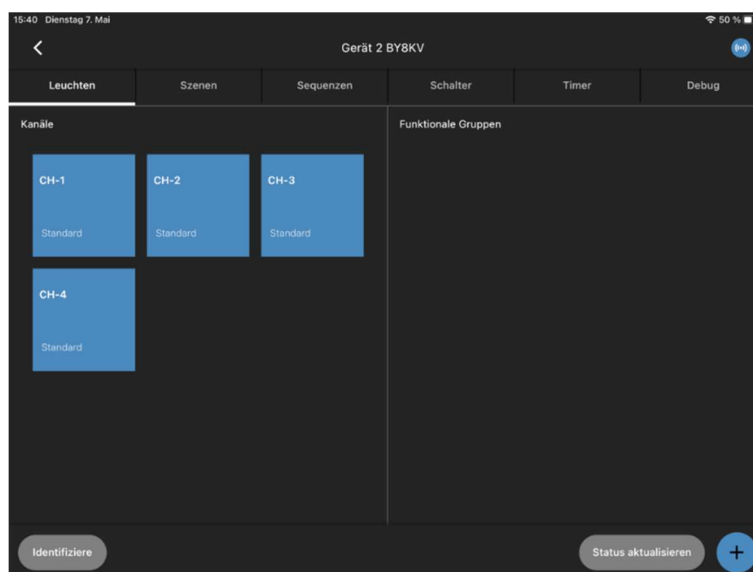 15:40 Dienstag 7. Mai 50 %
Gerät 2 BY8KV
Leuchten Szenen Sequenzen Schalter Timer Debug
Kanäle Funktionale Gruppen
CH-1 CH-2 CH-3
Standard Standard Standard
CH-4
Standard
Identifiziere Status aktualisieren +